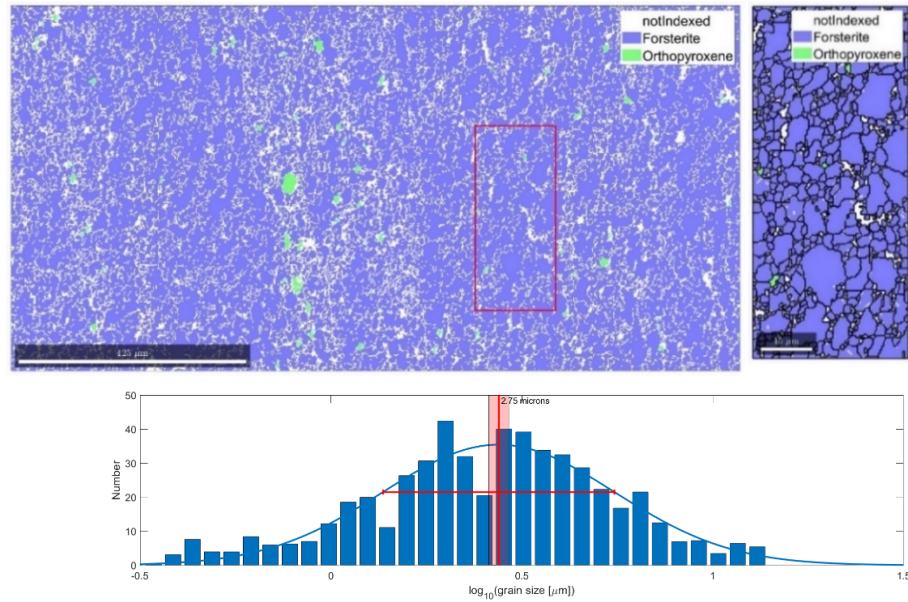 notIndexed
Forsterite
Orthopyroxene
notIndexed
Forsterite
Orthopyroxene
125 μm
50
40
30
20
10
0
Number
2.75 microns
-0.5
0
0.5
1
1.5
log10(grain size [μm])